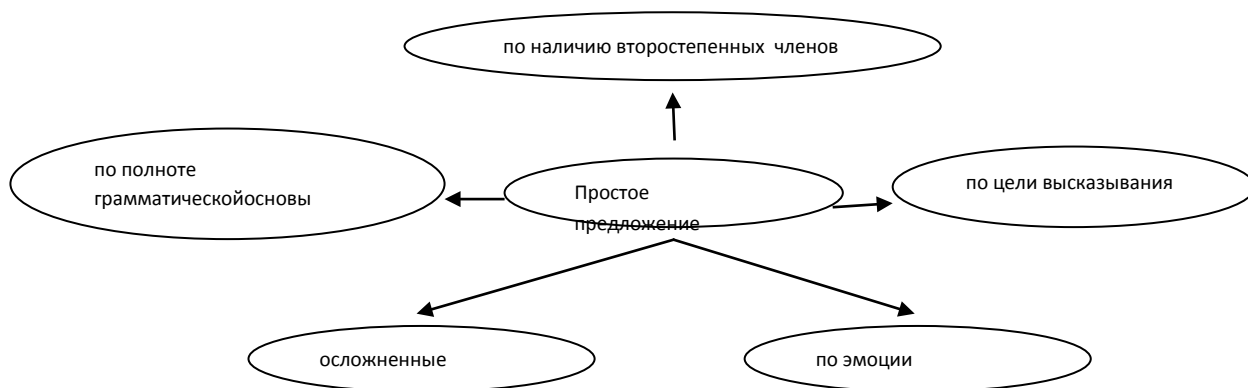 по наличию второстепенных членов
по полноте
грамматическойосновы
Простое
предложение
по цели высказывания
осложненные
по эмоции